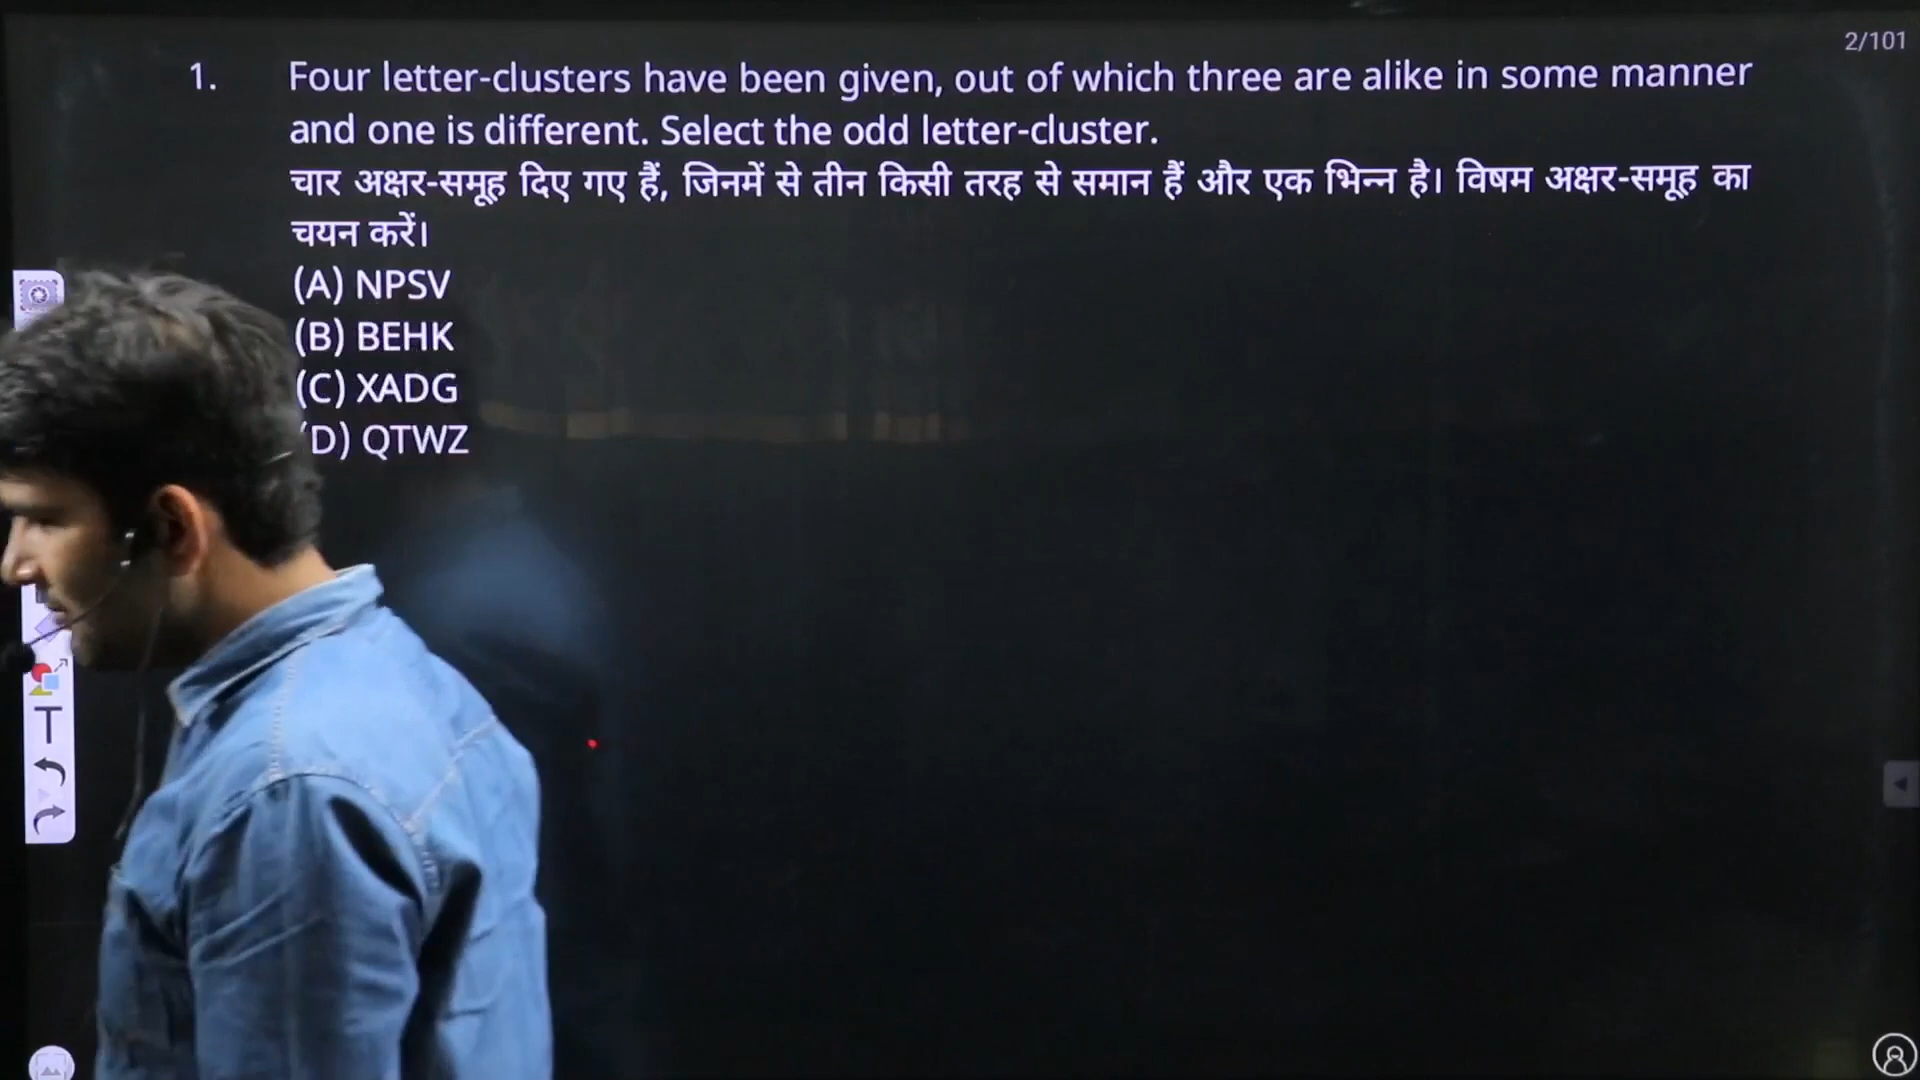 2/101
1. Four letter-clusters have been given, out of which three are alike in some manner
and one is different. Select the odd letter-cluster.
चार अक्षर-समूह दिए गए हैं, जिनमें से तीन किसी तरह से समान हैं और एक भिन्न है। विषम अक्षर-समूह का
चयन करें।
(A) NPSV
(B) BEHK
(C) XADG
(D) QTWZ
T